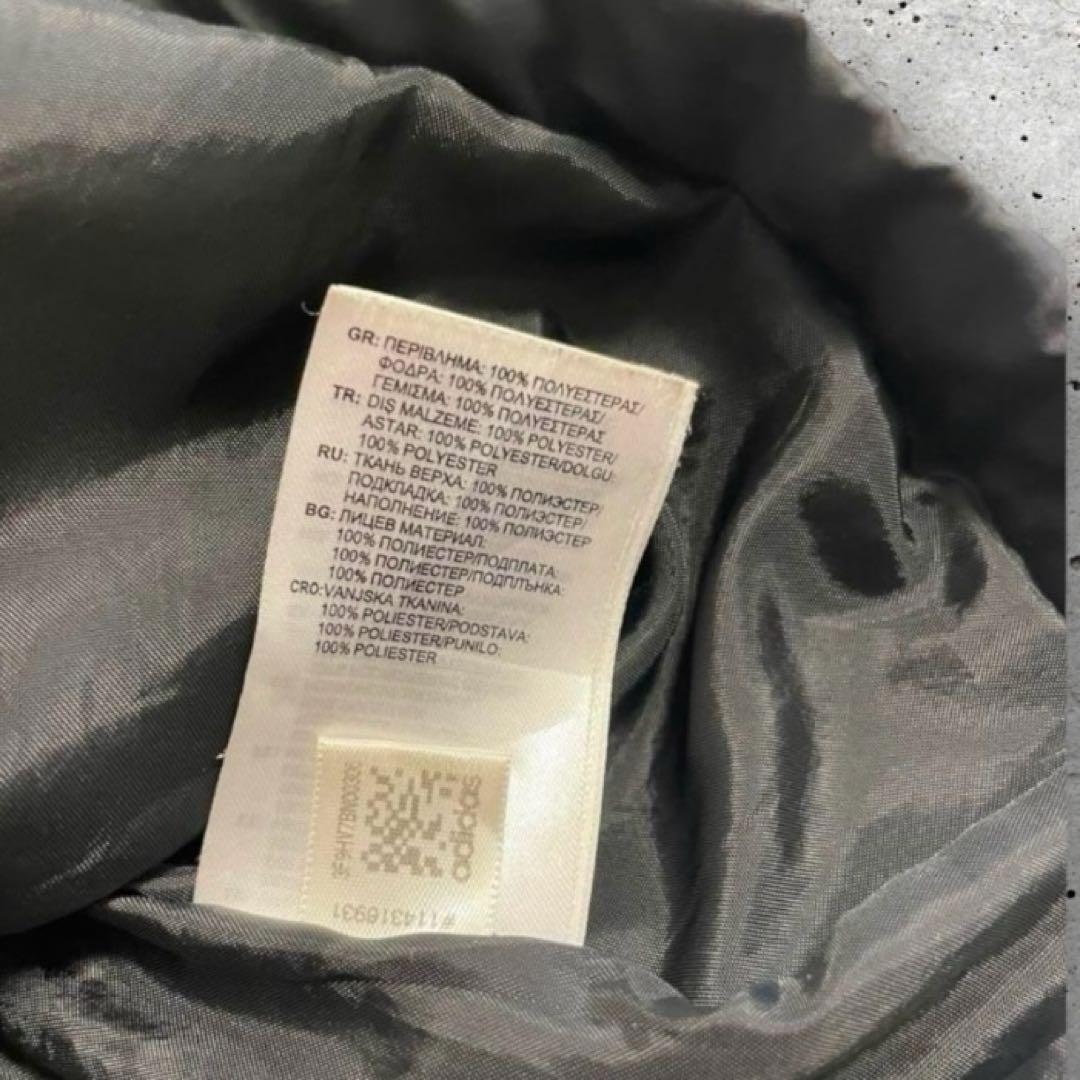 GR: ΠΕΡΙΒΛΗΜΑ: 100% ΠΟΛΥΕΣΤΕΡΑΣ/
ΦΟΔΡΑ: 100% ΠΟΛΥΕΣΤΕΡΑΣ/
ΓΕΜΙΣΜΑ: 100% ΠΟΛΥΕΣΤΕΡΑΣ
TR: DIŞ MALZEME: 100% POLYESTER/
ASTAR: 100% POLYESTER/DOLGU:
100% POLYESTER
RU: ТКАНЬ ВЕРХА: 100% ПОЛИЭСТЕР/
ПОДКЛАДКА: 100% ПОЛИЭСТЕР/
НАПОЛНЕНИЕ: 100% ПОЛИЭСТЕР
BG: ЛИЦЕВ МАТЕРИАЛ:
100% ПОЛИЕСТЕР/ПОДПЛАТА:
100% ПОЛИЕСТЕР/ПОДПЛЪНКА:
100% ПОЛИЕСТЕР
CRO:VANJSKA TKANINA:
100% POLIESTER/PODSTAVA:
100% POLIESTER/PUNILO:
100% POLIESTER
adidas
#114316931